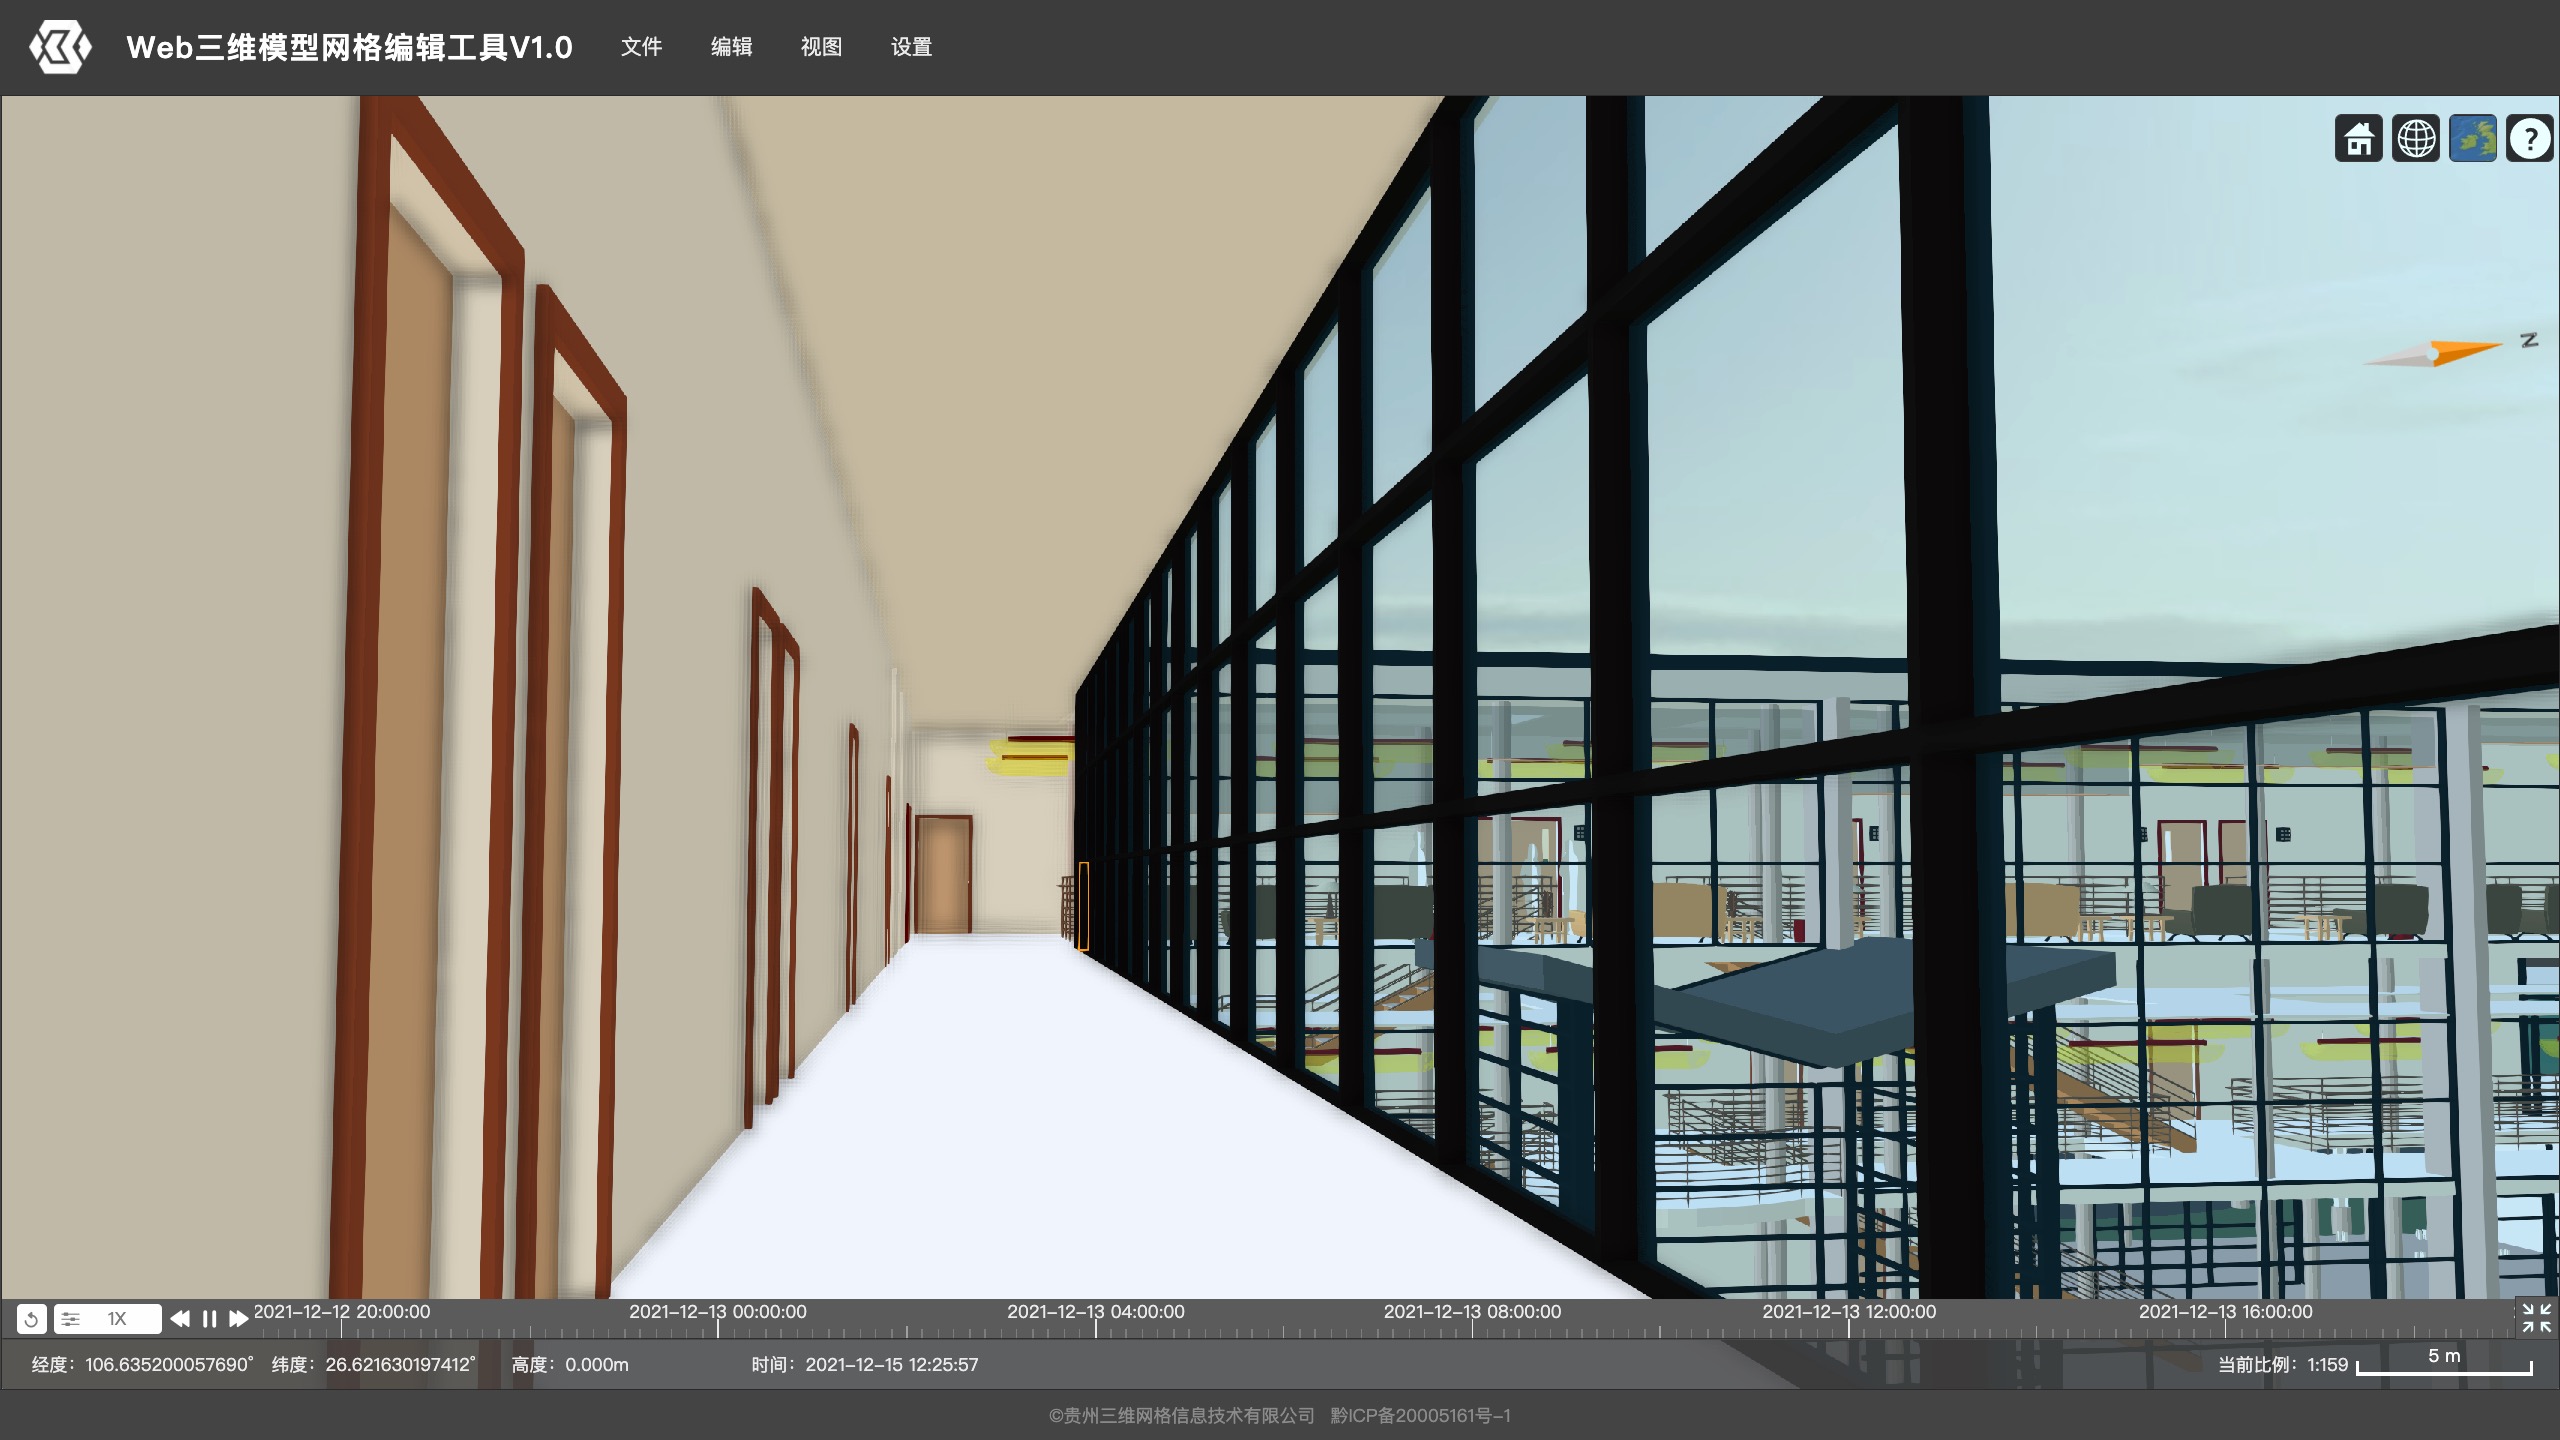 Web三维模型网格编辑工具V1.0 文件 编辑 视图 设置
?
N
1X 2021-12-12 20:00:00 2021-12-13 00:00:00 2021-12-13 04:00:00 2021-12-13 08:00:00 2021-12-13 12:00:00 2021-12-13 16:00:00
经度：106.635200057690° 纬度：26.621630197412° 高度：0.000m 时间：2021-12-15 12:25:57 当前比例：1:159 5 m
©贵州三维网格信息技术有限公司 黔ICP备20005161号-1